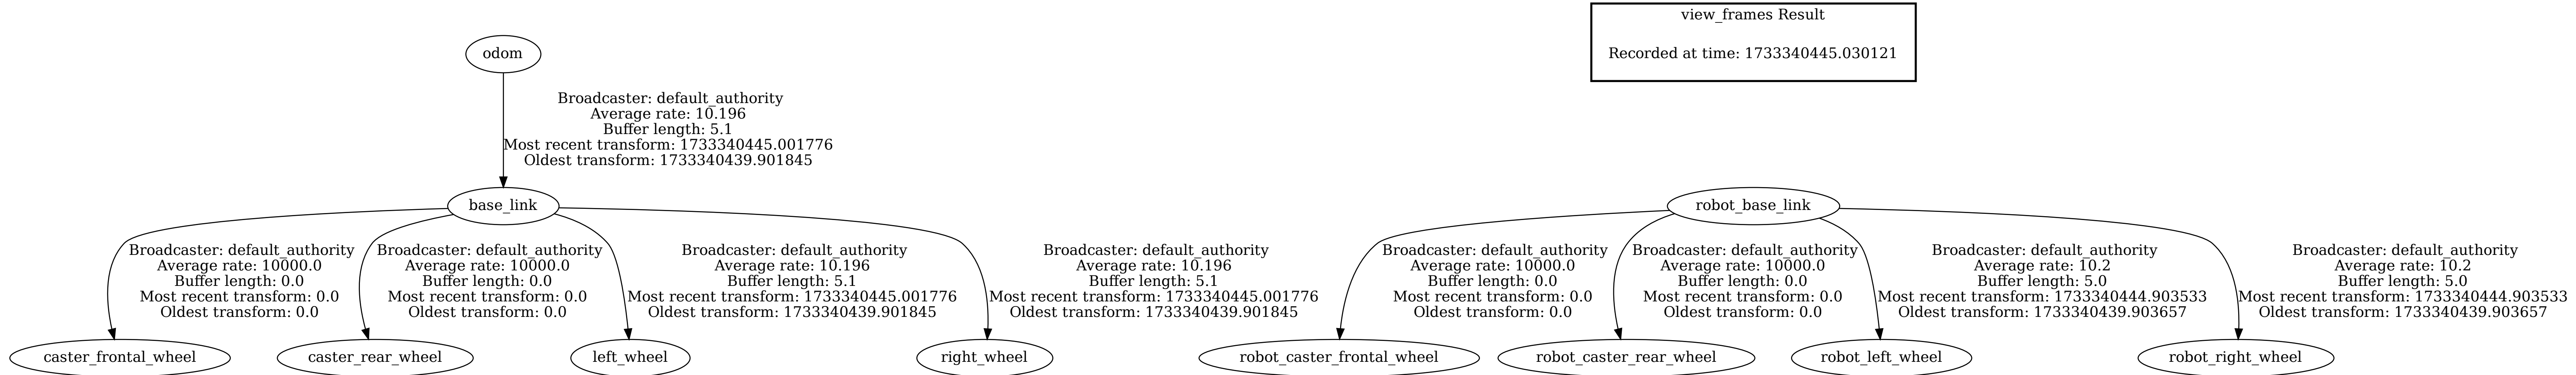 view_frames Result
Recorded at time: 1733340445.030121
odom
Broadcaster: default_authority
Average rate: 10.196
Buffer length: 5.1
Most recent transform: 1733340445.001776
Oldest transform: 1733340439.901845
base_link
robot_base_link
Broadcaster: default_authority
Average rate: 10000.0
Buffer length: 0.0
Most recent transform: 0.0
Oldest transform: 0.0
Broadcaster: default_authority
Average rate: 10000.0
Buffer length: 0.0
Most recent transform: 0.0
Oldest transform: 0.0
Broadcaster: default_authority
Average rate: 10.196
Buffer length: 5.1
Most recent transform: 1733340445.001776
Oldest transform: 1733340439.901845
Broadcaster: default_authority
Average rate: 10.196
Buffer length: 5.1
Most recent transform: 1733340445.001776
Oldest transform: 1733340439.901845
Broadcaster: default_authority
Average rate: 10000.0
Buffer length: 0.0
Most recent transform: 0.0
Oldest transform: 0.0
Broadcaster: default_authority
Average rate: 10000.0
Buffer length: 0.0
Most recent transform: 0.0
Oldest transform: 0.0
Broadcaster: default_authority
Average rate: 10.2
Buffer length: 5.0
Most recent transform: 1733340444.903533
Oldest transform: 1733340439.903657
Broadcaster: default_authority
Average rate: 10.2
Buffer length: 5.0
Most recent transform: 1733340444.903533
Oldest transform: 1733340439.903657
caster_frontal_wheel
caster_rear_wheel
left_wheel
right_wheel
robot_caster_frontal_wheel
robot_caster_rear_wheel
robot_left_wheel
robot_right_wheel